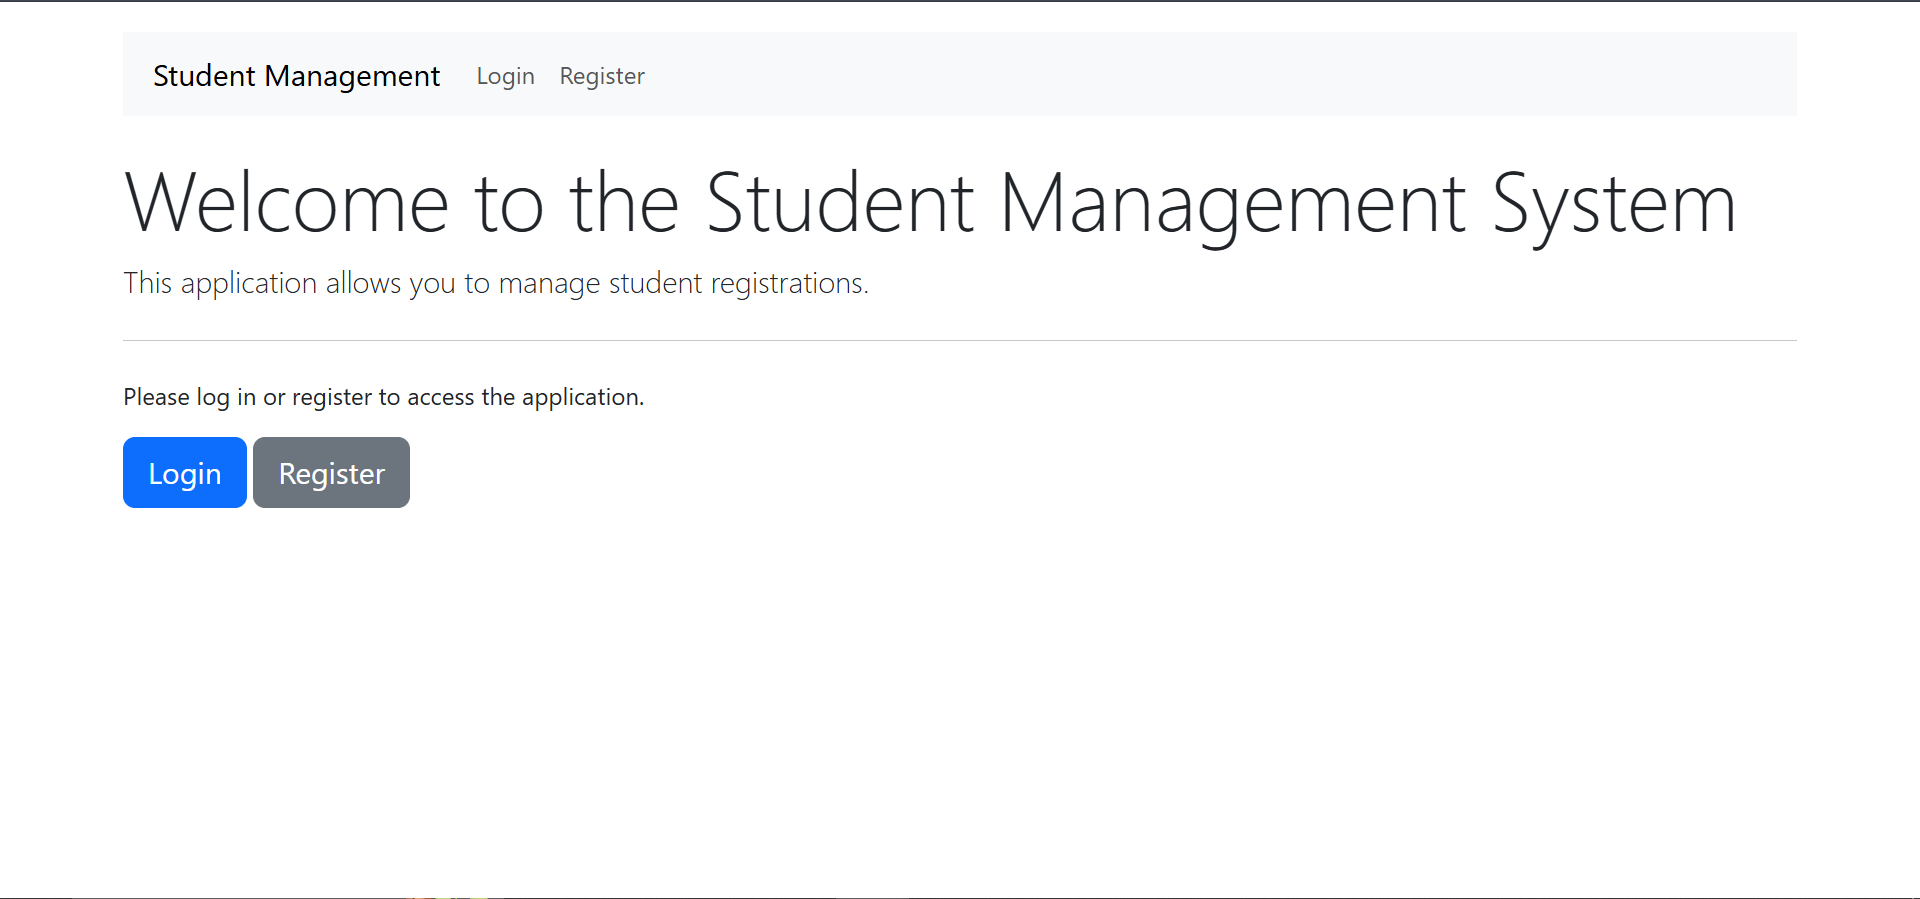 Student Management Login Register
Welcome to the Student Management System
This application allows you to manage student registrations.
Please log in or register to access the application.
Login Register